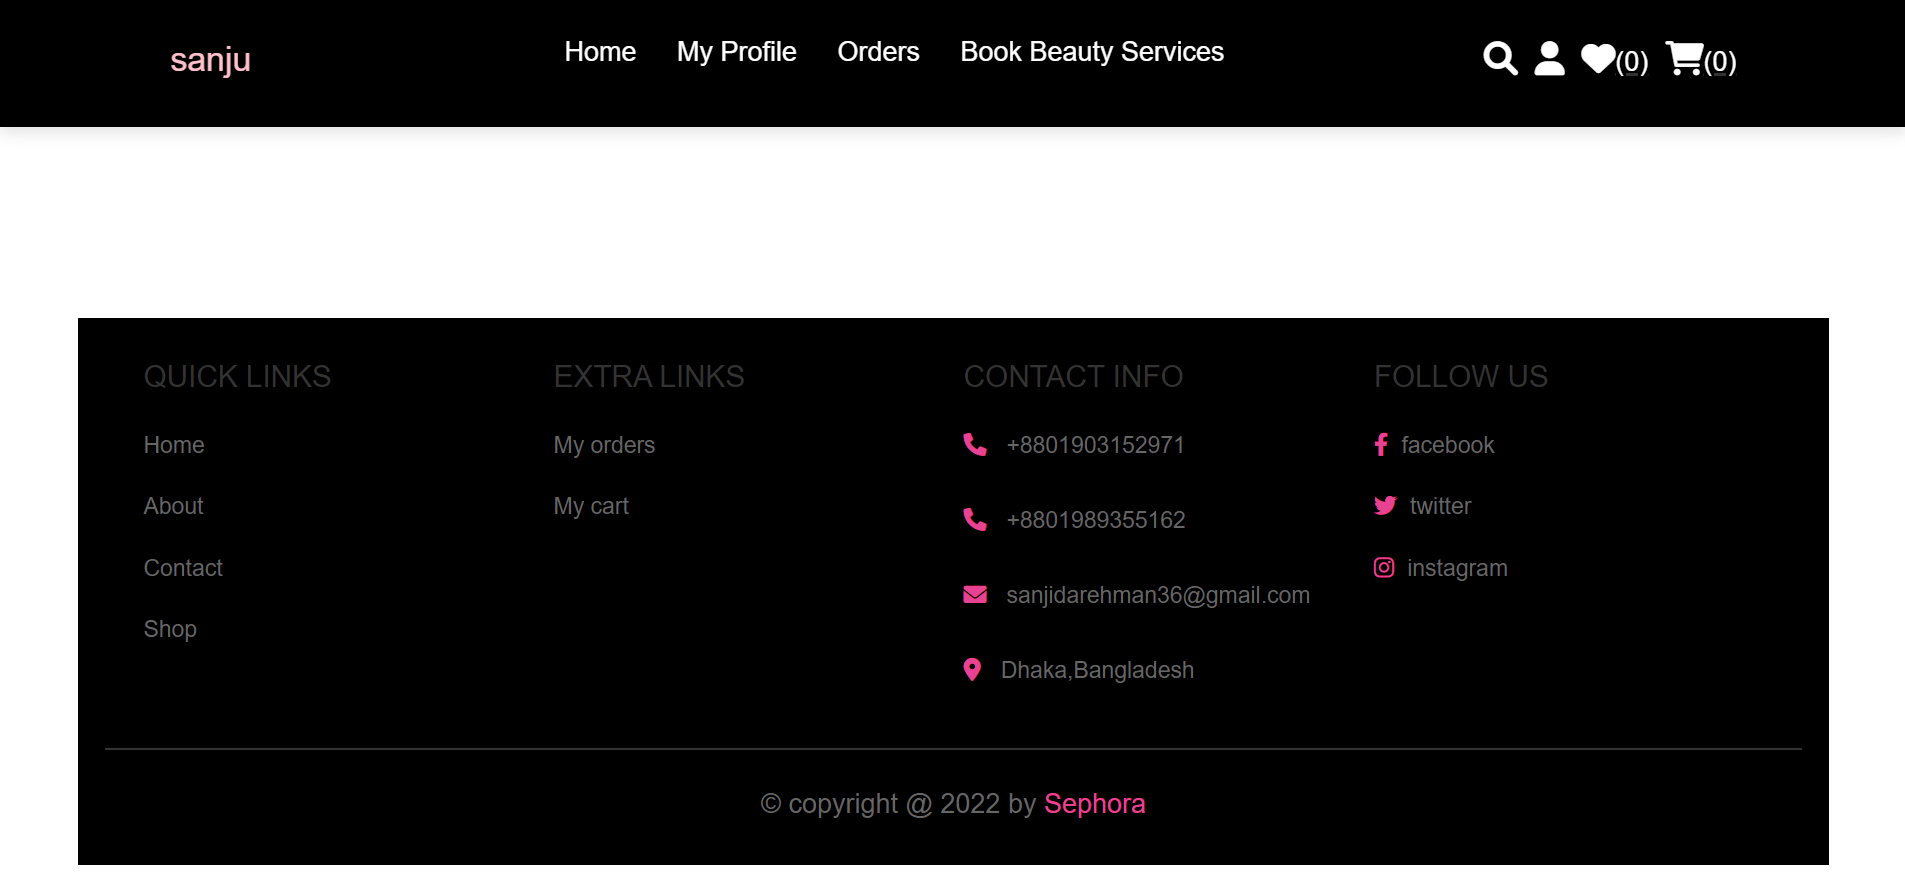 sanju
Home My Profile Orders Book Beauty Services
(0) (0)
QUICK LINKS
Home
About
Contact
Shop
EXTRA LINKS
My orders
My cart
CONTACT INFO
+8801903152971
+8801989355162
sanjidarehman36@gmail.com
Dhaka,Bangladesh
FOLLOW US
facebook
twitter
instagram
© copyright @ 2022 by Sephora